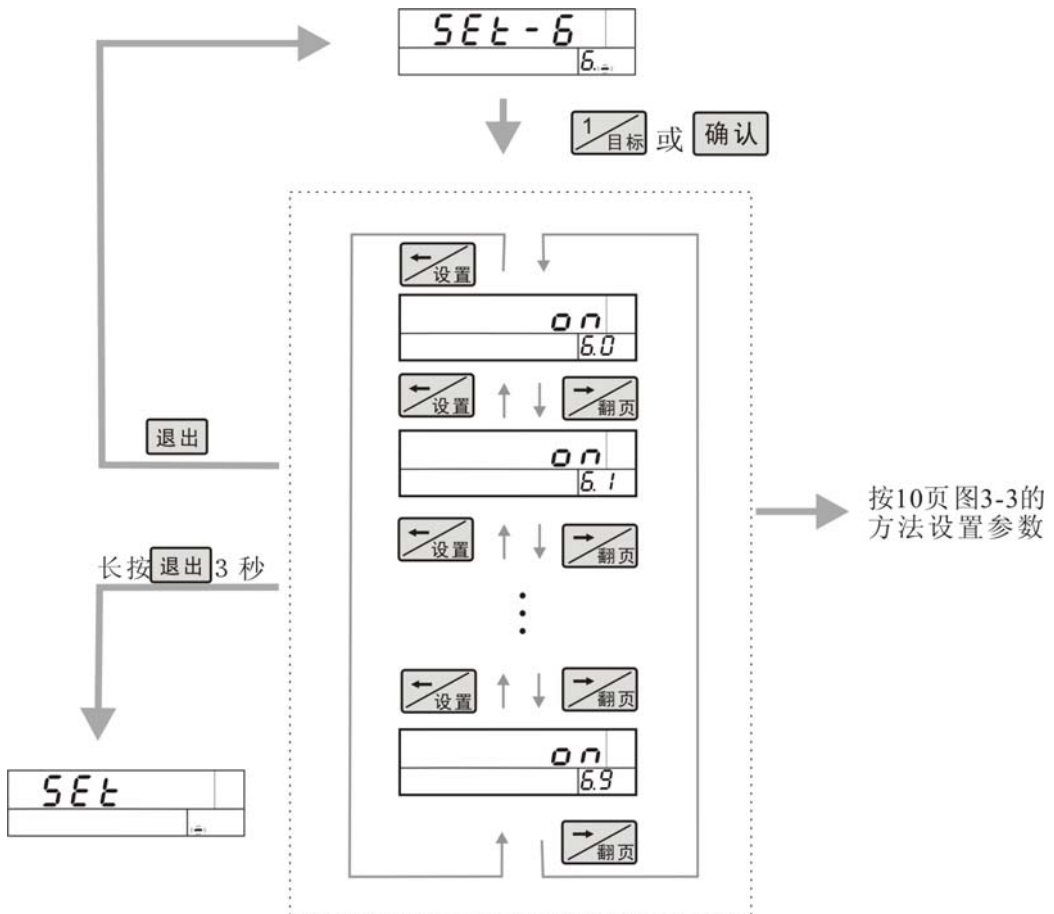 SEt-6
6.
1
目标 或 确认
←
设置
on
6.0
←
设置
→
翻页
退出
on
6.1
按10页图3-3的
方法设置参数
←
设置
→
翻页
长按 退出 3 秒
←
设置
→
翻页
on
6.9
SEt
→
翻页